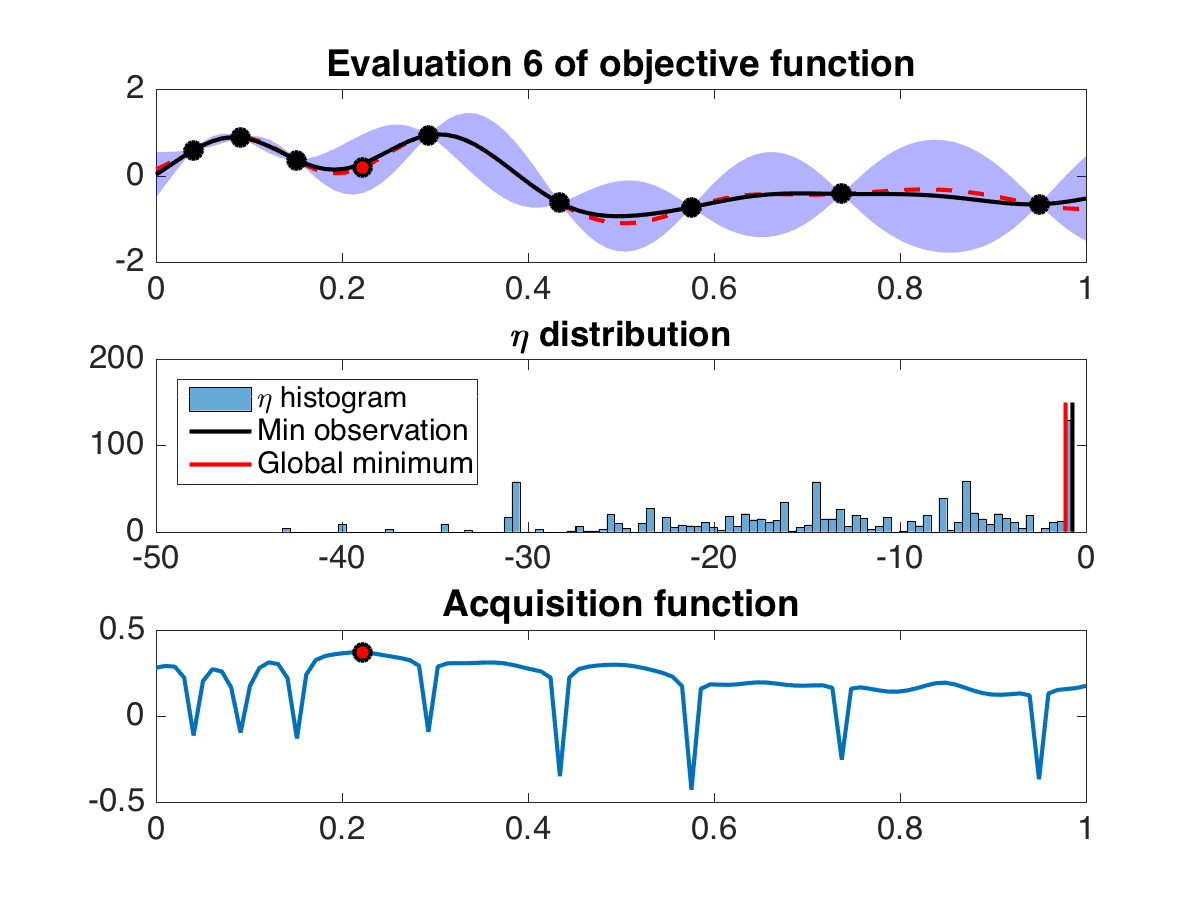 Evaluation 6 of objective function
2
0
-2
0 0.2 0.4 0.6 0.8 1
η distribution
200
100
0
η histogram
Min observation
Global minimum
-50 -40 -30 -20 -10 0
Acquisition function
0.5
0
-0.5
0 0.2 0.4 0.6 0.8 1